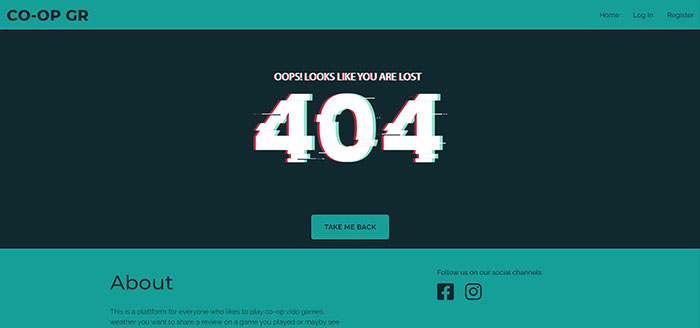 CO-OP GR
Home Log In Register
OOPS! LOOKS LIKE YOU ARE LOST
404
TAKE ME BACK
About
Follow us on our social channels
This is a plattform for everyone who likes to play co-op vido games,
weather you want to share a review on a game you played or mayby see